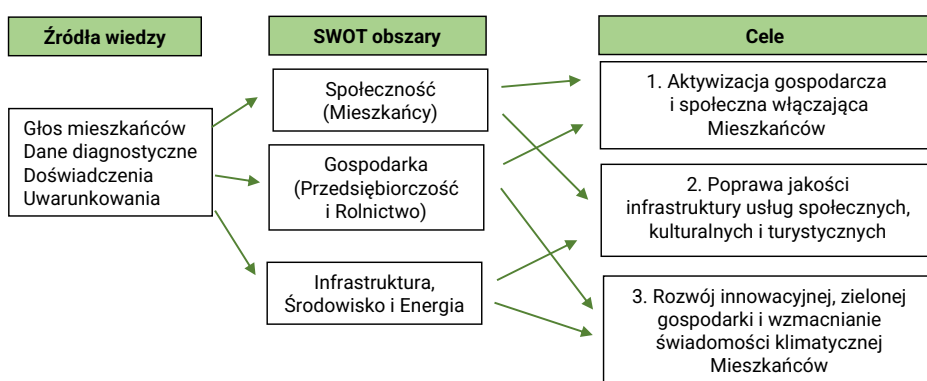 Źródła wiedzy
SWOT obszary
Cele
Głos mieszkańców
Dane diagnostyczne
Doświadczenia
Uwarunkowania
Społeczność
(Mieszkańcy)
Gospodarka
(Przedsiębiorczość
i Rolnictwo)
Infrastruktura,
Środowisko i Energia
1. Aktywizacja gospodarcza
i społeczna włączająca
Mieszkańców
2. Poprawa jakości
infrastruktury usług społecznych,
kulturalnych i turystycznych
3. Rozwój innowacyjnej, zielonej
gospodarki i wzmacnianie
świadomości klimatycznej
Mieszkańców